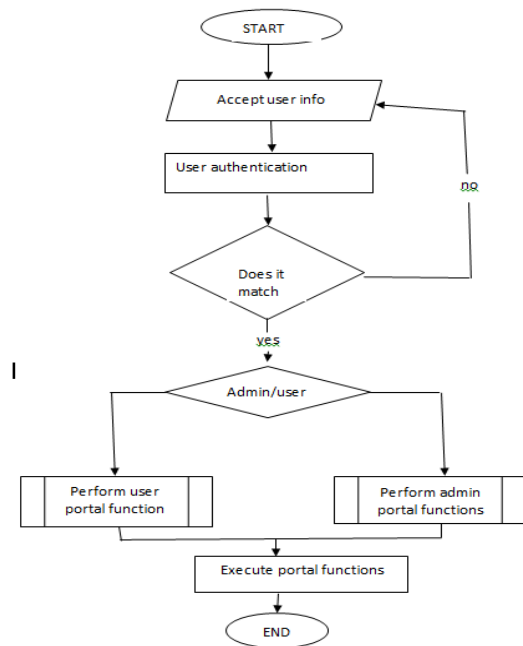 START
Accept user info
User authentication
no
Does it
match
yes
I
Admin/user
Perform user
portal function
Perform admin
portal functions
Execute portal functions
END